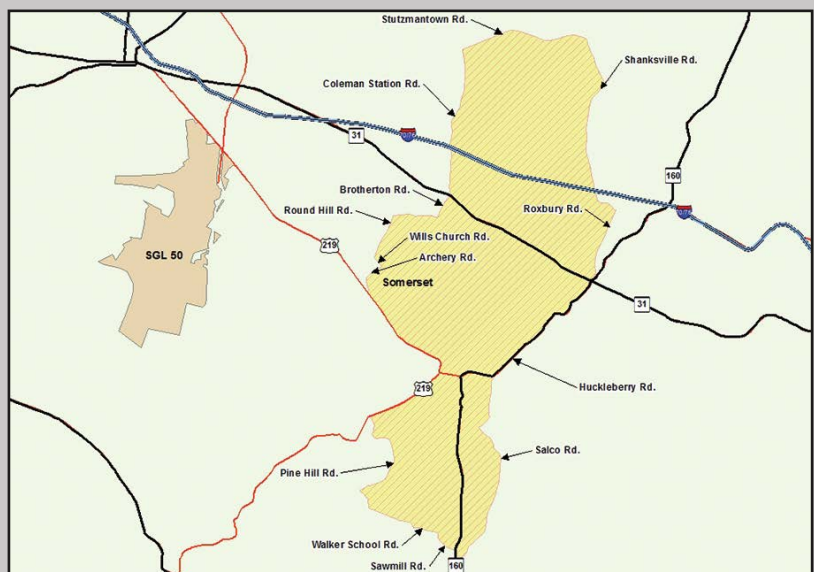 Stutzmantown Rd.
Shanksville Rd.
Coleman Station Rd.
31
160
Brotherton Rd.
Roxbury Rd.
Round Hill Rd.
Wills Church Rd.
219
SGL 50
Archery Rd.
Somerset
31
219
Huckleberry Rd.
Salco Rd.
Pine Hill Rd.
Walker School Rd.
Sawmill Rd.
160